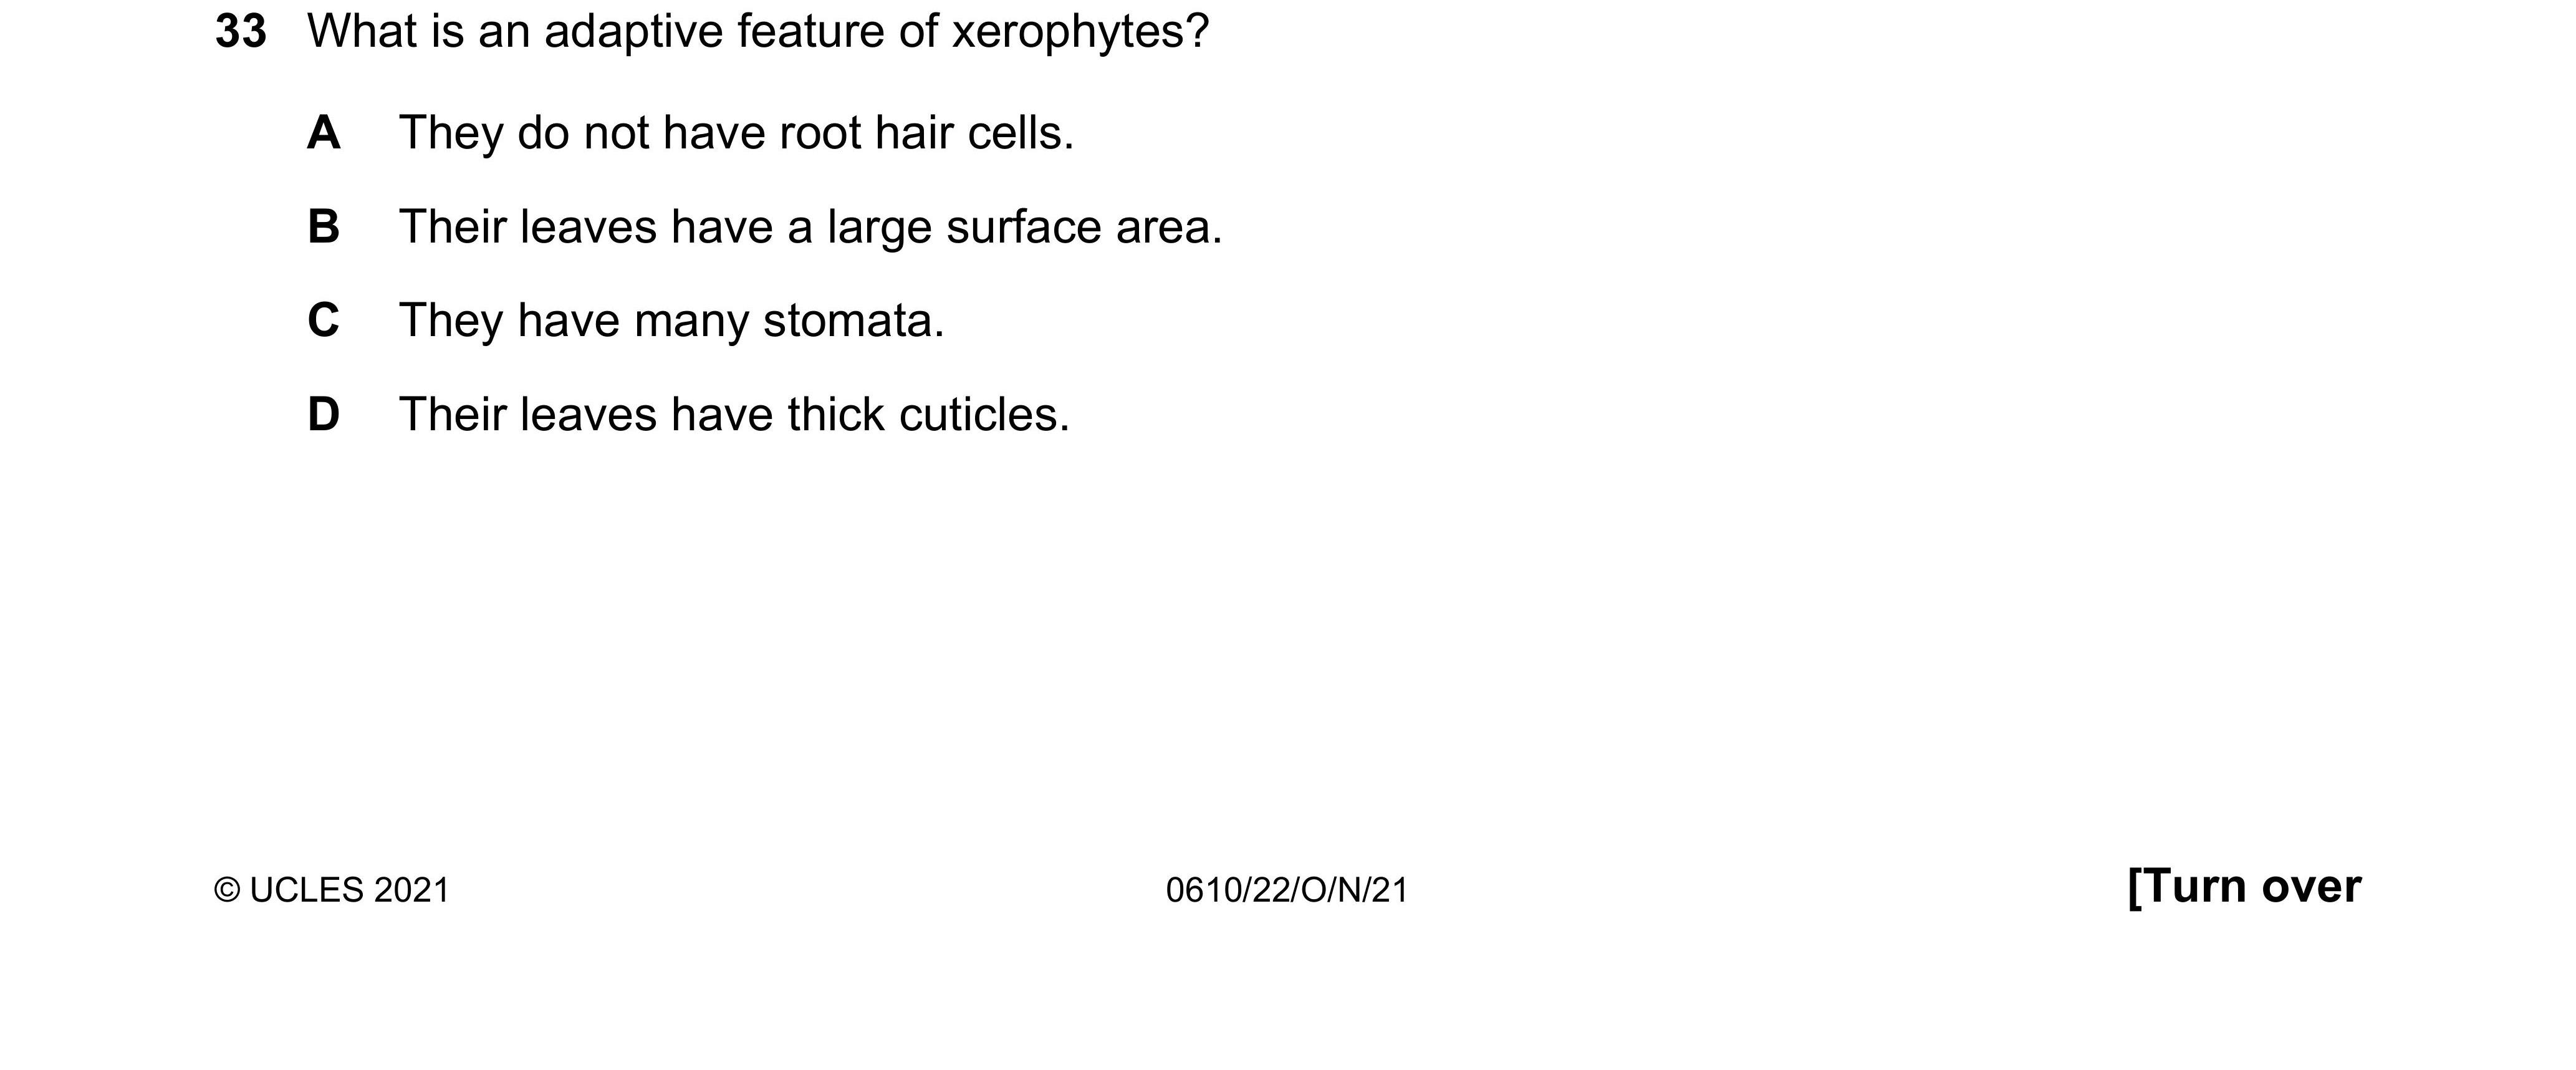 33 What is an adaptive feature of xerophytes?
A They do not have root hair cells.
B Their leaves have a large surface area.
C They have many stomata.
D Their leaves have thick cuticles.
© UCLES 2021 0610/22/O/N/21 [Turn over